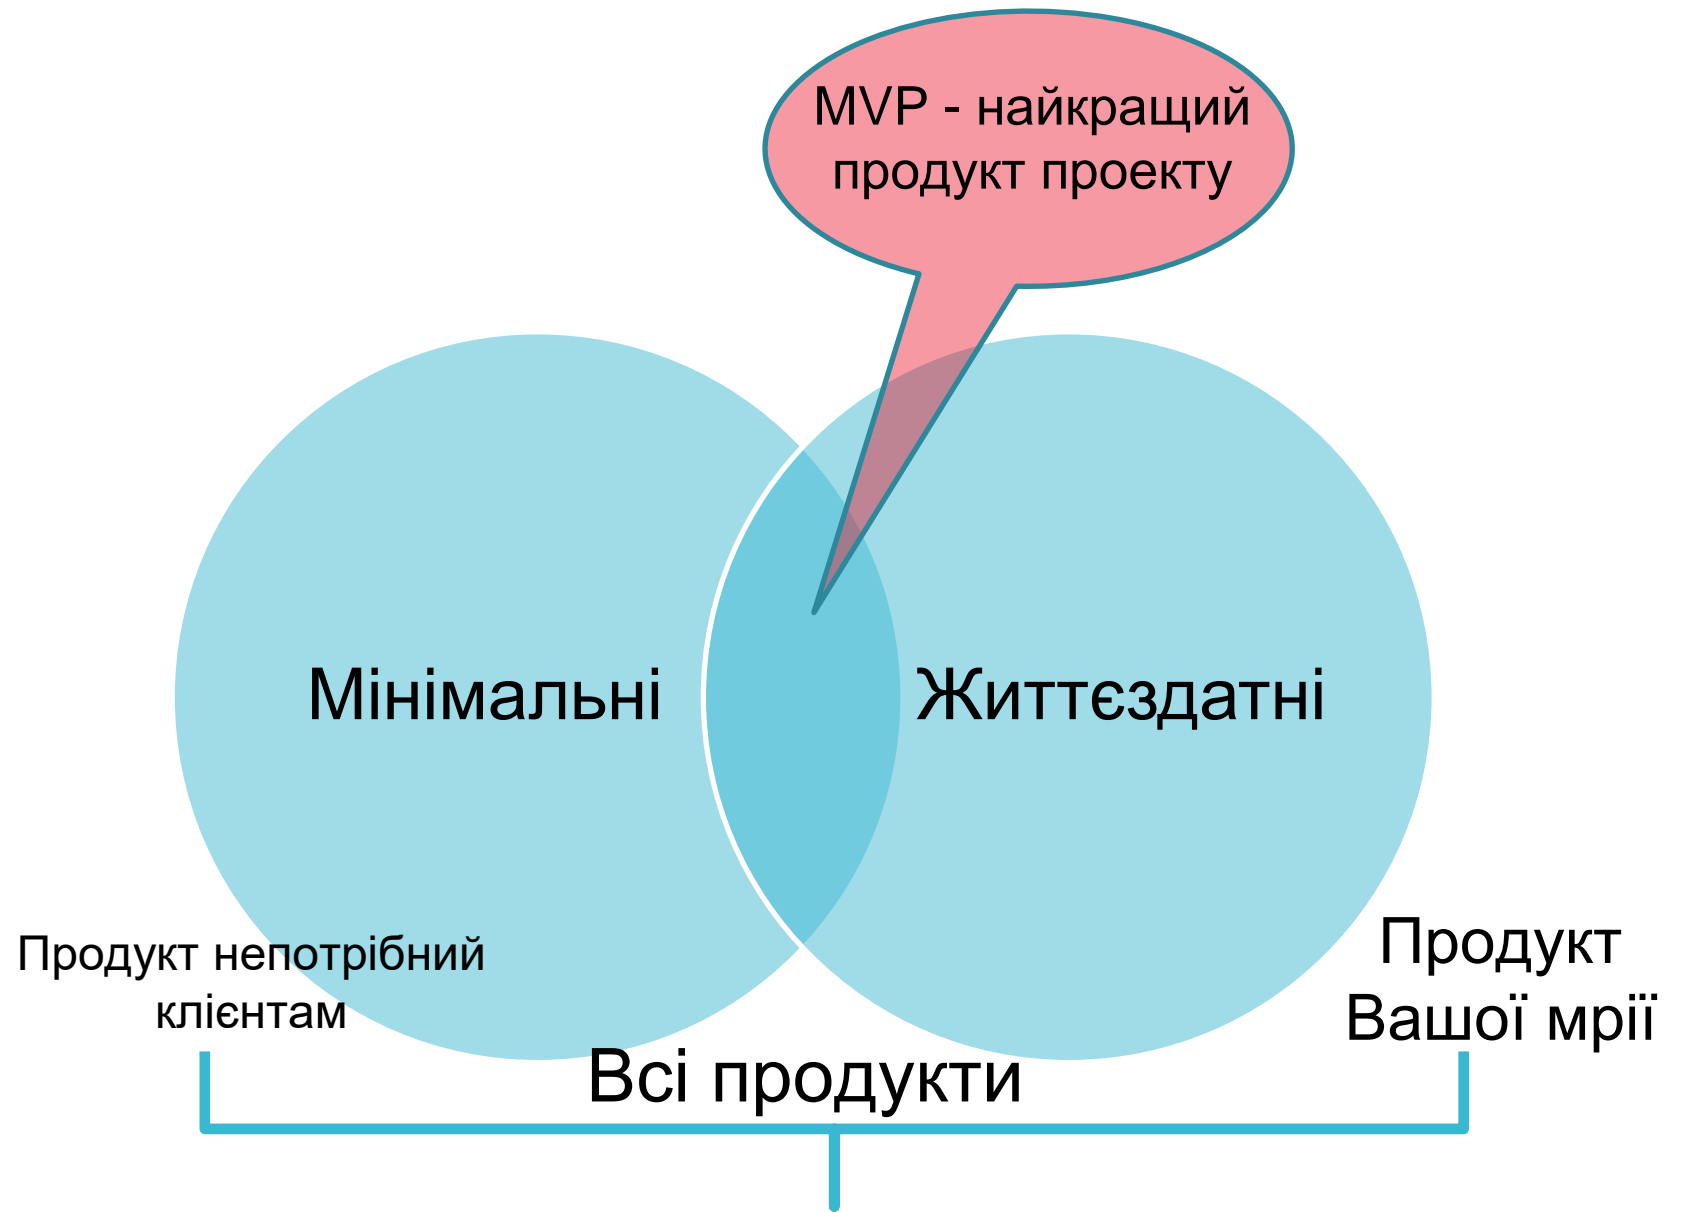 MVP - найкращий
продукт проекту
Мінімальні
Життєздатні
Продукт непотрібний
клієнтам
Продукт
Вашої мрії
Всі продукти